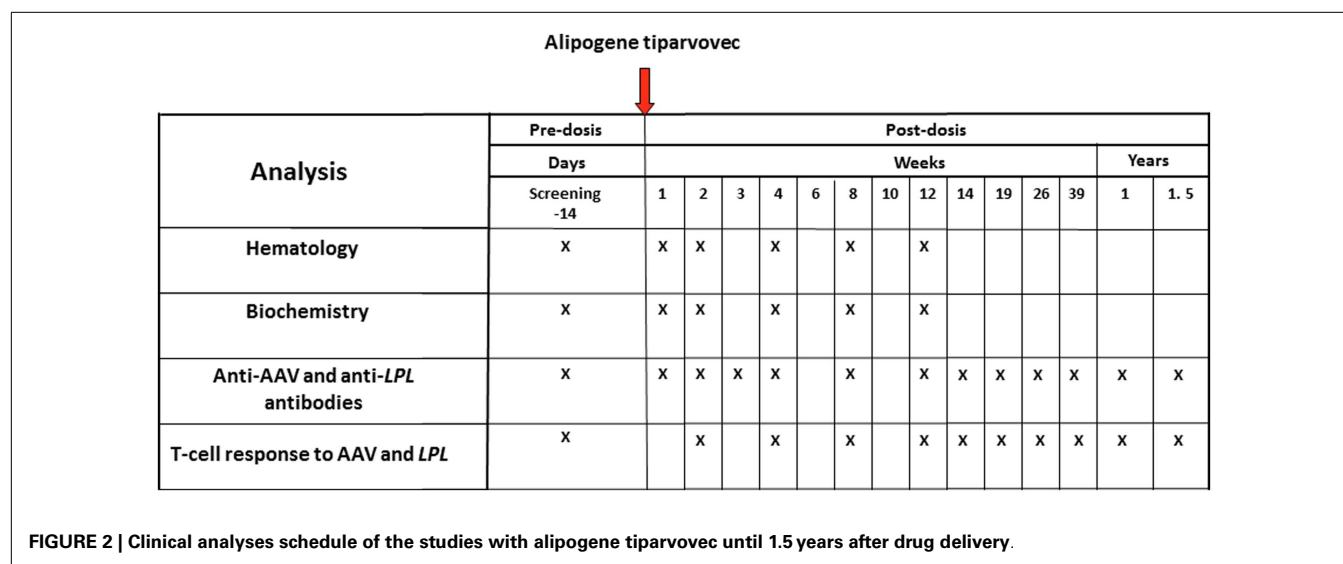 Alipogene tiparvovec
Analysis
Pre-dosis Post-dosis
Days Weeks Years
Screening
-14 1 2 3 4 6 8 10 12 14 19 26 39 1 1. 5
Hematology X X X X X X
Biochemistry X X X X X X
Anti-AAV and anti-LPL
antibodies X X X X X X X X X X X X X
T-cell response to AAV and LPL X X X X X X X X X X X
FIGURE 2 | Clinical analyses schedule of the studies with alipogene tiparvovec until 1.5 years after drug delivery.